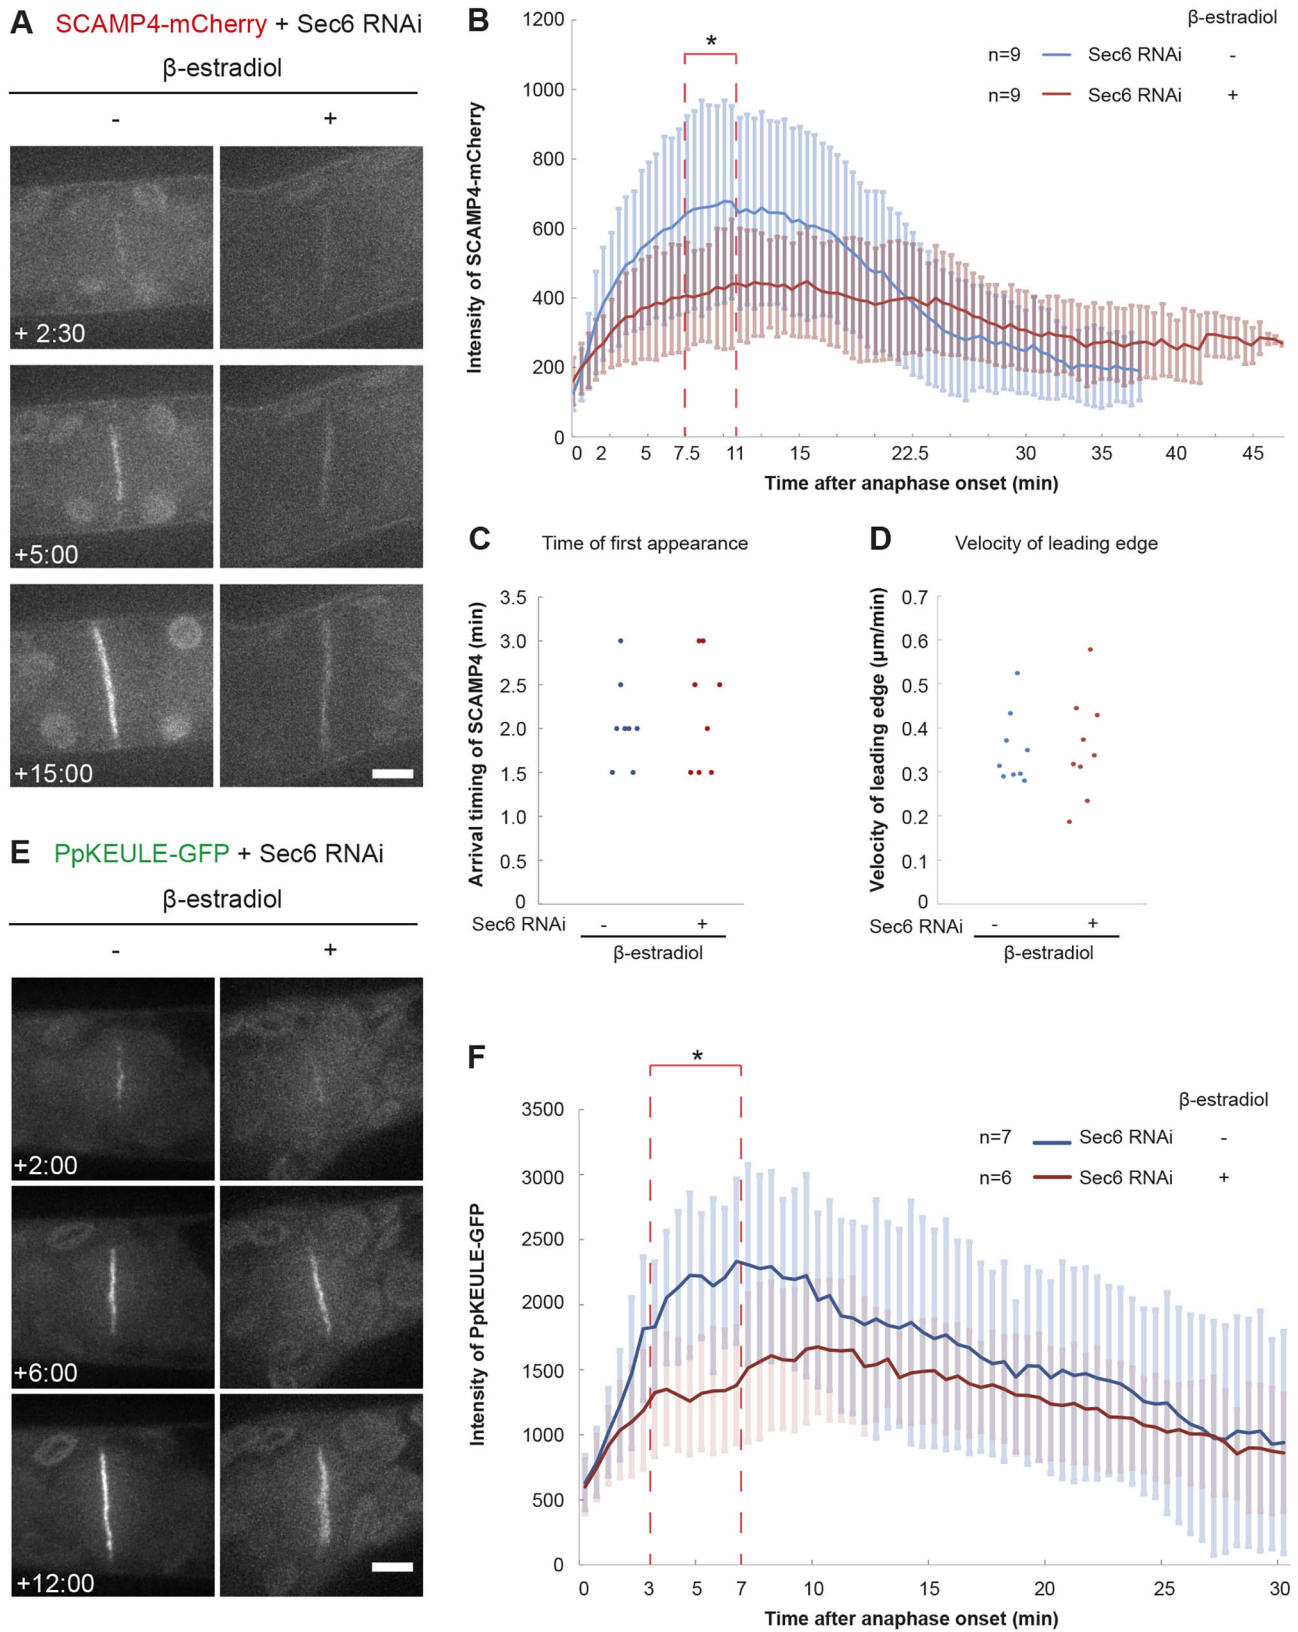 A SCAMP4-mCherry + Sec6 RNAi
β-estradiol
- +
+ 2:30
+5:00
+15:00
B
β-estradiol
n=9 Sec6 RNAi -
n=9 Sec6 RNAi +
*
Intensity of SCAMP4-mCherry
1200
1000
800
600
400
200
0
0 2 5 7.5 11 15 22.5 30 35 40 45
Time after anaphase onset (min)
C Time of first appearance
Arrival timing of SCAMP4 (min)
3.5
3.0
2.5
2.0
1.5
1.0
0.5
0
Sec6 RNAi - +
β-estradiol
D Velocity of leading edge
Velocity of leading edge (µm/min)
0.7
0.6
0.5
0.4
0.3
0.2
0.1
0
Sec6 RNAi - +
β-estradiol
E PpKEULE-GFP + Sec6 RNAi
β-estradiol
- +
+2:00
+6:00
+12:00
F
*
β-estradiol
n=7 Sec6 RNAi -
n=6 Sec6 RNAi +
Intensity of PpKEULE-GFP
3500
3000
2500
2000
1500
1000
500
0
0 3 5 7 10 15 20 25 30
Time after anaphase onset (min)